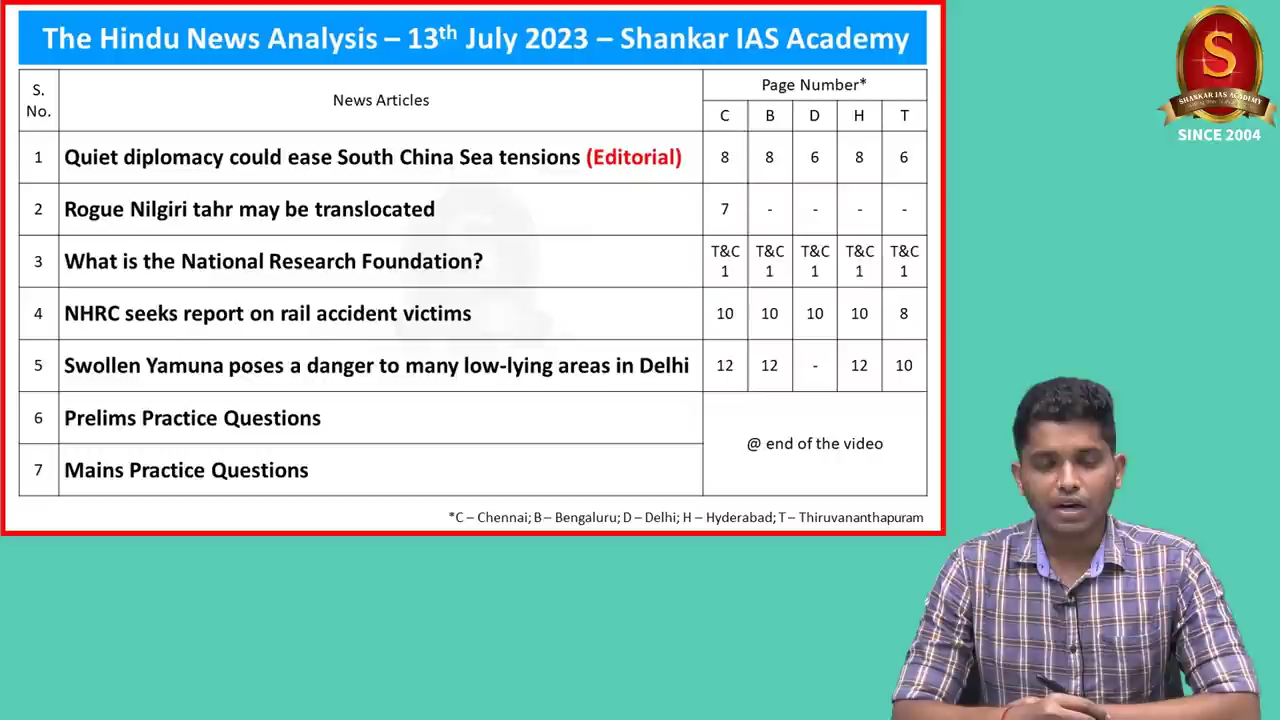 The Hindu News Analysis – 13th July 2023 – Shankar IAS Academy
S. No. News Articles Page Number*
C B D H T
1 Quiet diplomacy could ease South China Sea tensions (Editorial) 8 8 6 8 6
2 Rogue Nilgiri tahr may be translocated 7 - - - -
3 What is the National Research Foundation? T&C 1 T&C 1 T&C 1 T&C 1 T&C 1
4 NHRC seeks report on rail accident victims 10 10 10 10 8
5 Swollen Yamuna poses a danger to many low-lying areas in Delhi 12 12 - 12 10
6 Prelims Practice Questions
@ end of the video
7 Mains Practice Questions
*C – Chennai; B – Bengaluru; D – Delhi; H – Hyderabad; T – Thiruvananthapuram
S
SHANKAR IAS ACADEMY
SINCE 2004